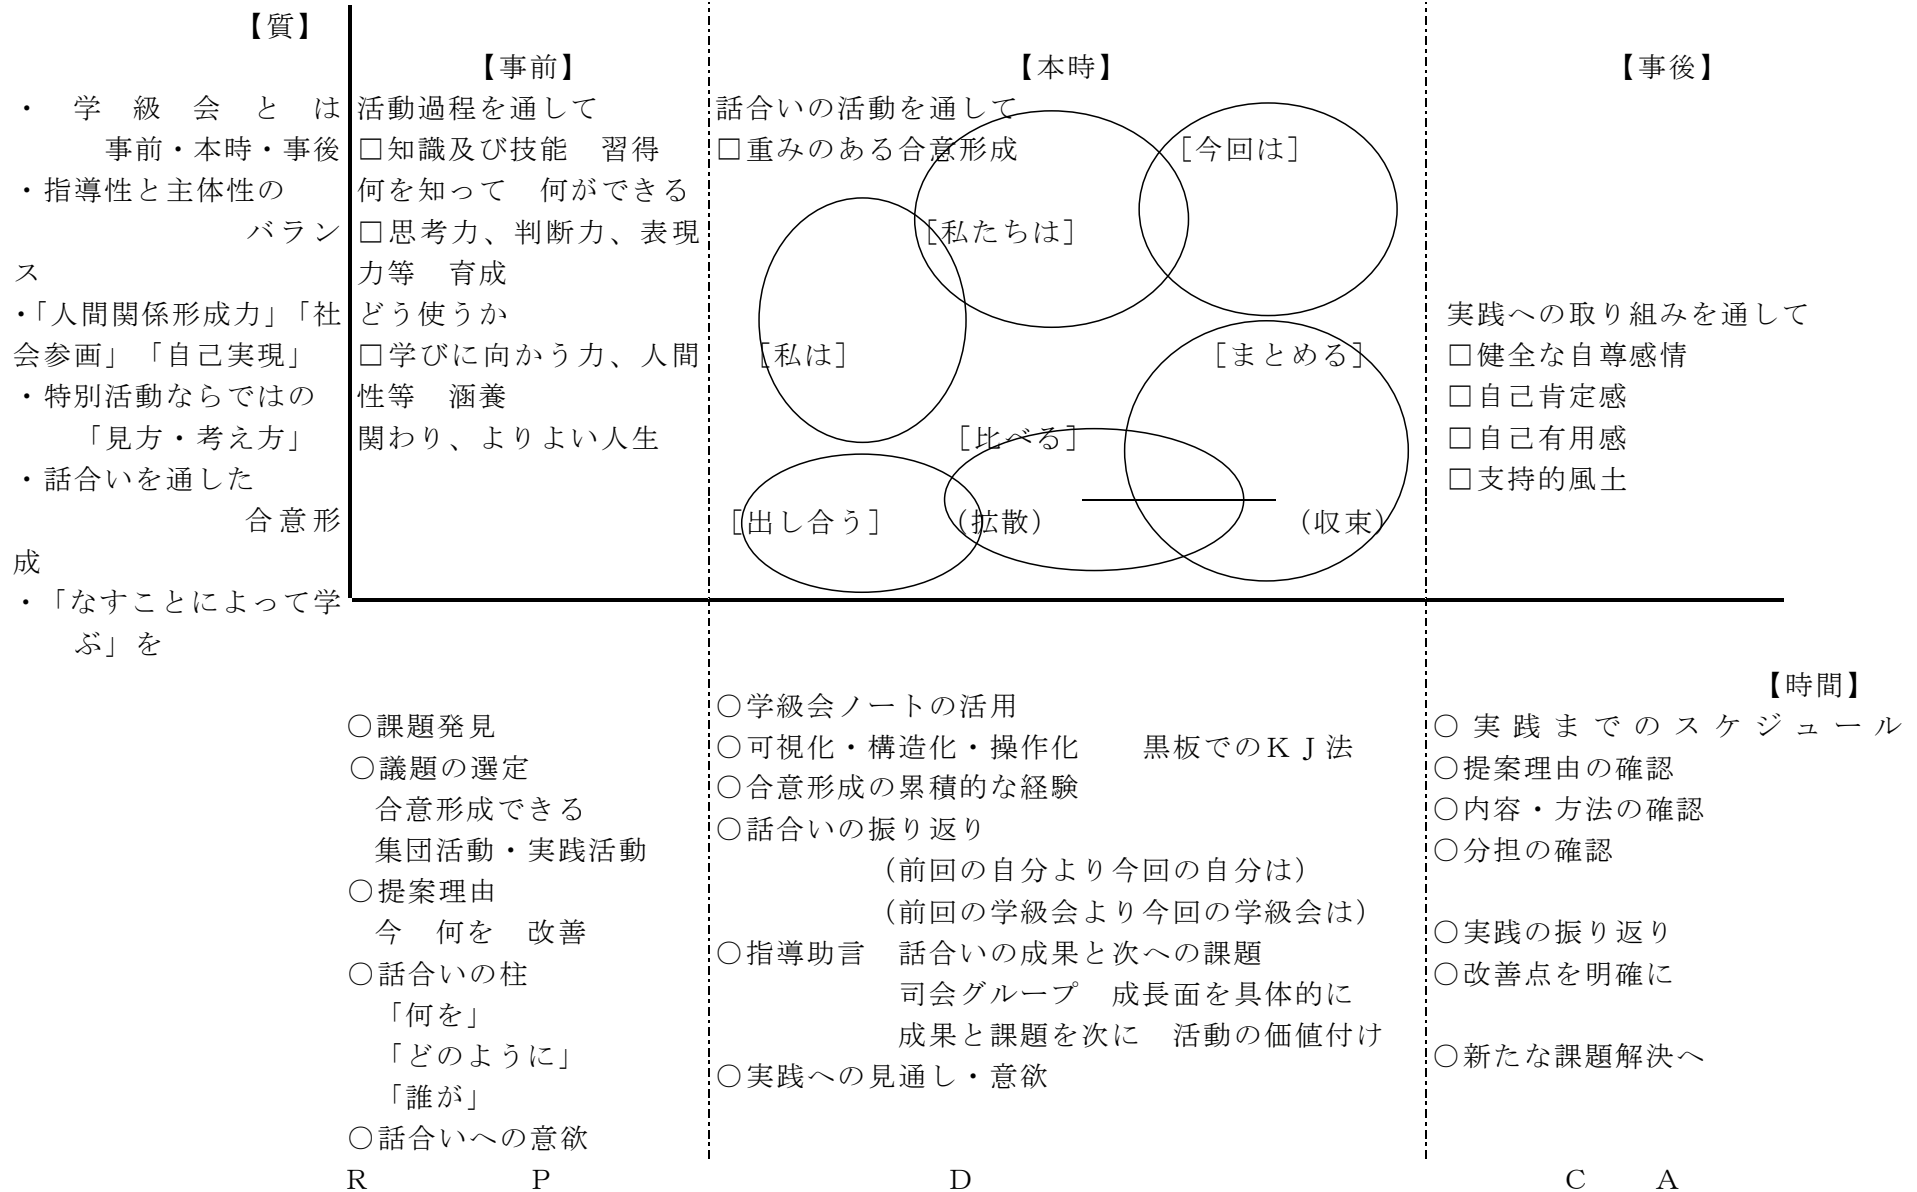 【質】
・　学　級　会　と　は
事前・本時・事後
・指導性と主体性の
バラン
ス
・「人間関係形成力」「社
会参画」「自己実現」
・特別活動ならではの
「見方・考え方」
・話合いを通した
合意形
成
・「なすことによって学
ぶ」を
【事前】
活動過程を通して
□知識及び技能　習得
何を知って　何ができる
□思考力、判断力、表現
力等　育成
どう使うか
□学びに向かう力、人間
性等　涵養
関わり、よりよい人生
【本時】
話合いの活動を通して
□重みのある合意形成
［今回は］
［私たちは］
［私は］
［まとめる］
［比べる］
［出し合う］　（拡散）　（収束）
【事後】
実践への取り組みを通して
□健全な自尊感情
□自己肯定感
□自己有用感
□支持的風土
【時間】
○課題発見
○議題の選定
合意形成できる
集団活動・実践活動
○提案理由
今　何を　改善
○話合いの柱
「何を」
「どのように」
「誰が」
○話合いへの意欲
○学級会ノートの活用
○可視化・構造化・操作化　　黒板でのＫＪ法
○合意形成の累積的な経験
○話合いの振り返り
（前回の自分より今回の自分は）
（前回の学級会より今回の学級会は）
○指導助言　話合いの成果と次への課題
司会グループ　成長面を具体的に
成果と課題を次に　活動の価値付け
○実践への見通し・意欲
○実践までのスケジュール
○提案理由の確認
○内容・方法の確認
○分担の確認
○実践の振り返り
○改善点を明確に
○新たな課題解決へ
R　P　D　C　A